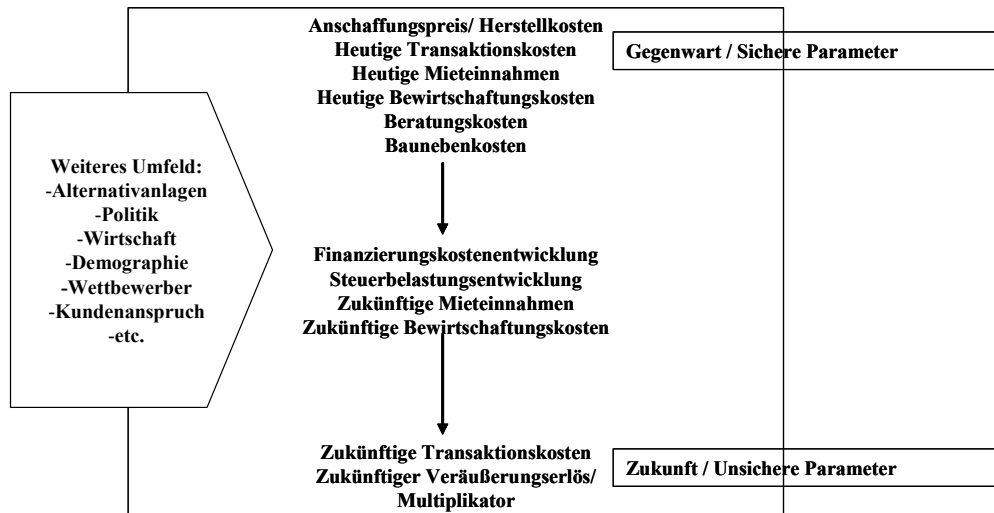 Anschaffungspreis/ Herstellkosten
Heutige Transaktionskosten
Heutige Mieteinnahmen
Heutige Bewirtschaftungskosten
Beratungskosten
Baunebenkosten
Gegenwart / Sichere Parameter
Weiteres Umfeld:
-Alternativanlagen
-Politik
-Wirtschaft
-Demographie
-Wettbewerber
-Kundenanspruch
-etc.
Finanzierungskostenentwicklung
Steuerbelastungsentwicklung
Zukünftige Mieteinnahmen
Zukünftige Bewirtschaftungskosten
Zukünftige Transaktionskosten
Zukünftiger Veräußerungserlös/
Multiplikator
Zukunft / Unsichere Parameter